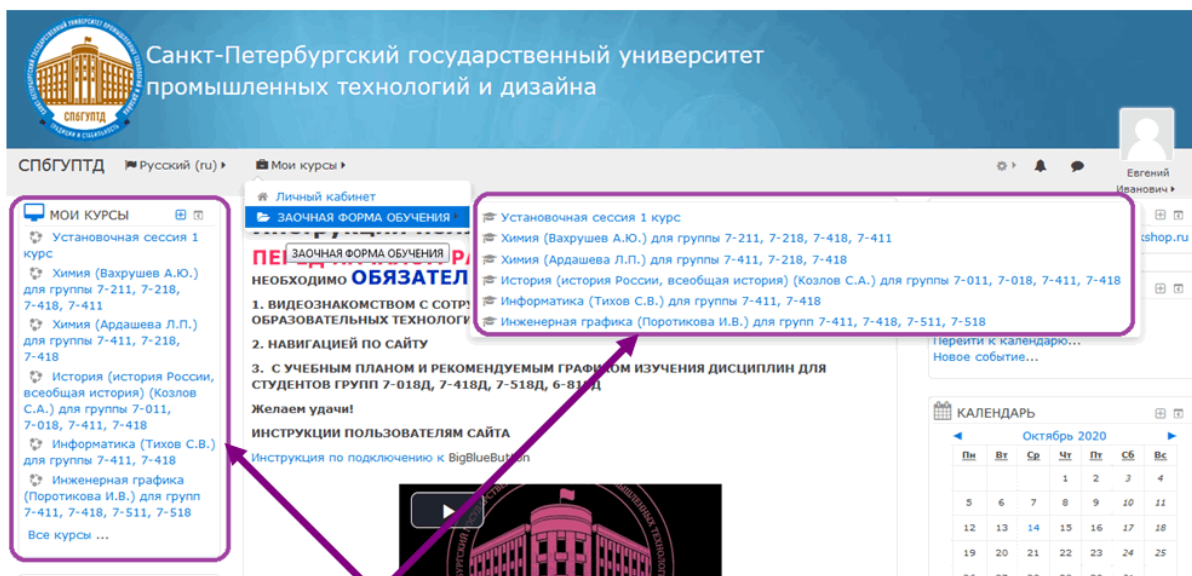 Санкт-Петербургский государственный университет
промышленных технологий и дизайна
СПбГУПТД
СПбГУПТД
Русский (ru)
Мои курсы
Евгений
Иванович
Личный кабинет
ЗАОЧНАЯ ФОРМА ОБУЧЕНИЯ
ЗАОЧНАЯ ФОРМА ОБУЧЕНИЯ
Установочная сессия 1 курс
Химия (Вахрушев А.Ю.) для группы 7-211, 7-218, 7-418, 7-411
Химия (Ардашева Л.П.) для группы 7-411, 7-218, 7-418
История (история России, всеобщая история) (Козлов С.А.) для группы 7-011, 7-018, 7-411, 7-418
Информатика (Тихов С.В.) для группы 7-411, 7-418
Инженерная графика (Поротикова И.В.) для групп 7-411, 7-418, 7-511, 7-518
МОИ КУРСЫ
Установочная сессия 1
курс
Химия (Вахрушев А.Ю.)
для группы 7-211, 7-218,
7-418, 7-411
Химия (Ардашева Л.П.)
для группы 7-411, 7-218,
7-418
История (история России,
всеобщая история) (Козлов
С.А.) для группы 7-011,
7-018, 7-411, 7-418
Информатика (Тихов С.В.)
для группы 7-411, 7-418
Инженерная графика
(Поротикова И.В.) для групп
7-411, 7-418, 7-511, 7-518
Все курсы ...
НЕОБХОДИМО ОБЯЗАТЕЛ
1. ВИДЕОЗНАКОМСТВОМ С СОТР
ОБРАЗОВАТЕЛЬНЫХ ТЕХНОЛОГИ
2. НАВИГАЦИЕЙ ПО САЙТУ
3. С УЧЕБНЫМ ПЛАНОМ И РЕКОМЕНДУЕМЫМ ГРАФИКОМ ИЗУЧЕНИЯ ДИСЦИПЛИН ДЛЯ
СТУДЕНТОВ ГРУПП 7-018Д, 7-418Д, 7-518Д,
Желаем удачи!
ИНСТРУКЦИИ ПОЛЬЗОВАТЕЛЯМ САЙТА
Инструкция по подключению к BigBlueButton
kshop.ru
Перейти к календарю...
Новое событие...
КАЛЕНДАРЬ
Октябрь 2020
Пн Вт Ср Чт Пт Сб Вс
1 2 3 4
5 6 7 8 9 10 11
12 13 14 15 16 17 18
19 20 21 22 23 24 25